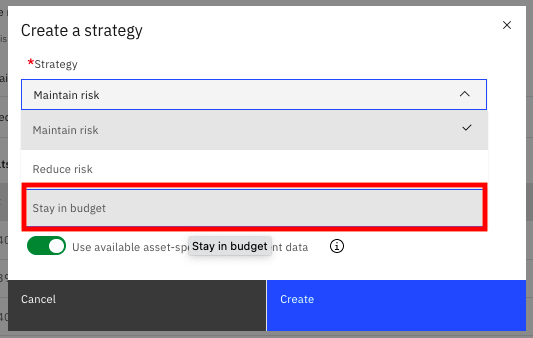 Create a strategy
*Strategy
Maintain risk
Maintain risk
Reduce risk
Stay in budget
Use available asset-sp
Stay in budget
nt data
Cancel
Create